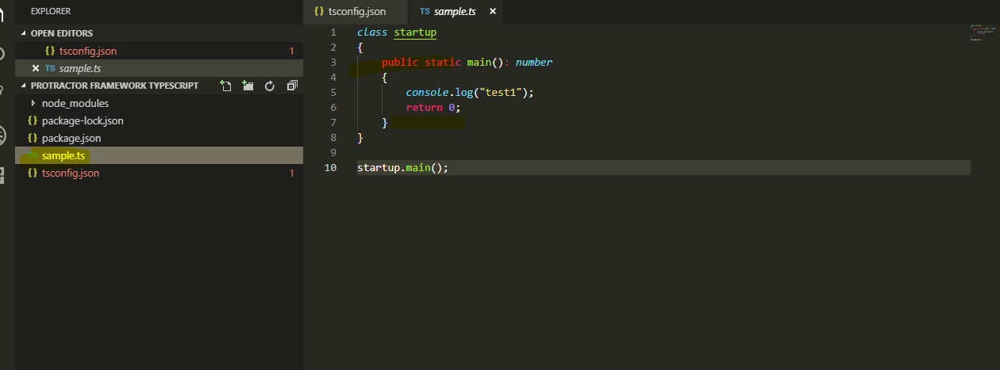 EXPLORER
OPEN EDITORS
{} tsconfig.json 1
× TS sample.ts
PROTRACTOR FRAMEWORK TYPESCRIPT
node_modules
{} package-lock.json
{} package.json
TS sample.ts
{} tsconfig.json 1
{} tsconfig.json TS sample.ts ×
1 class startup
2 {
3 public static main(): number
4 {
5 console.log("test1");
6 return 0;
7 }
8 }
9
10 startup.main();